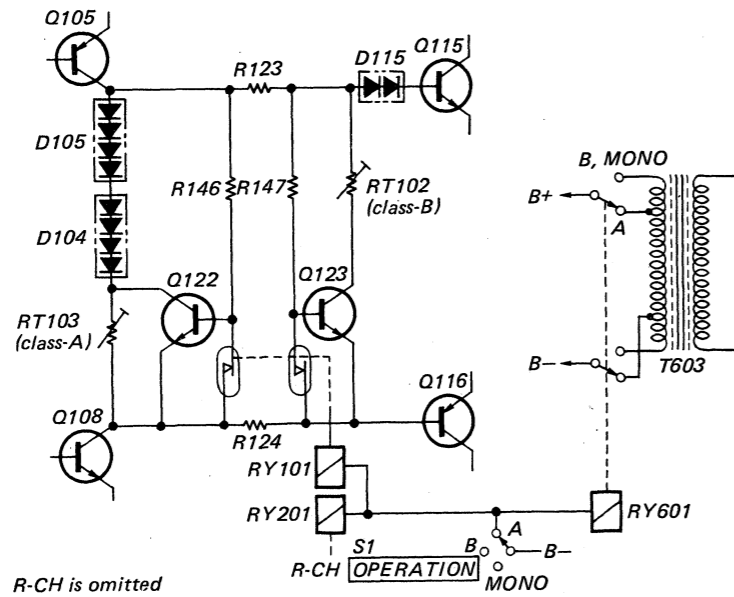 Q105
Q115
D115
R123
D105
B, MONO
R146
R147
RT102
(class-B)
B+
A
D104
Q122
Q123
RT103
(class-A)
B−
T603
Q116
Q108
R124
RY101
RY201
RY601
A
S1
B
B−
R-CH
OPERATION
MONO
R-CH is omitted